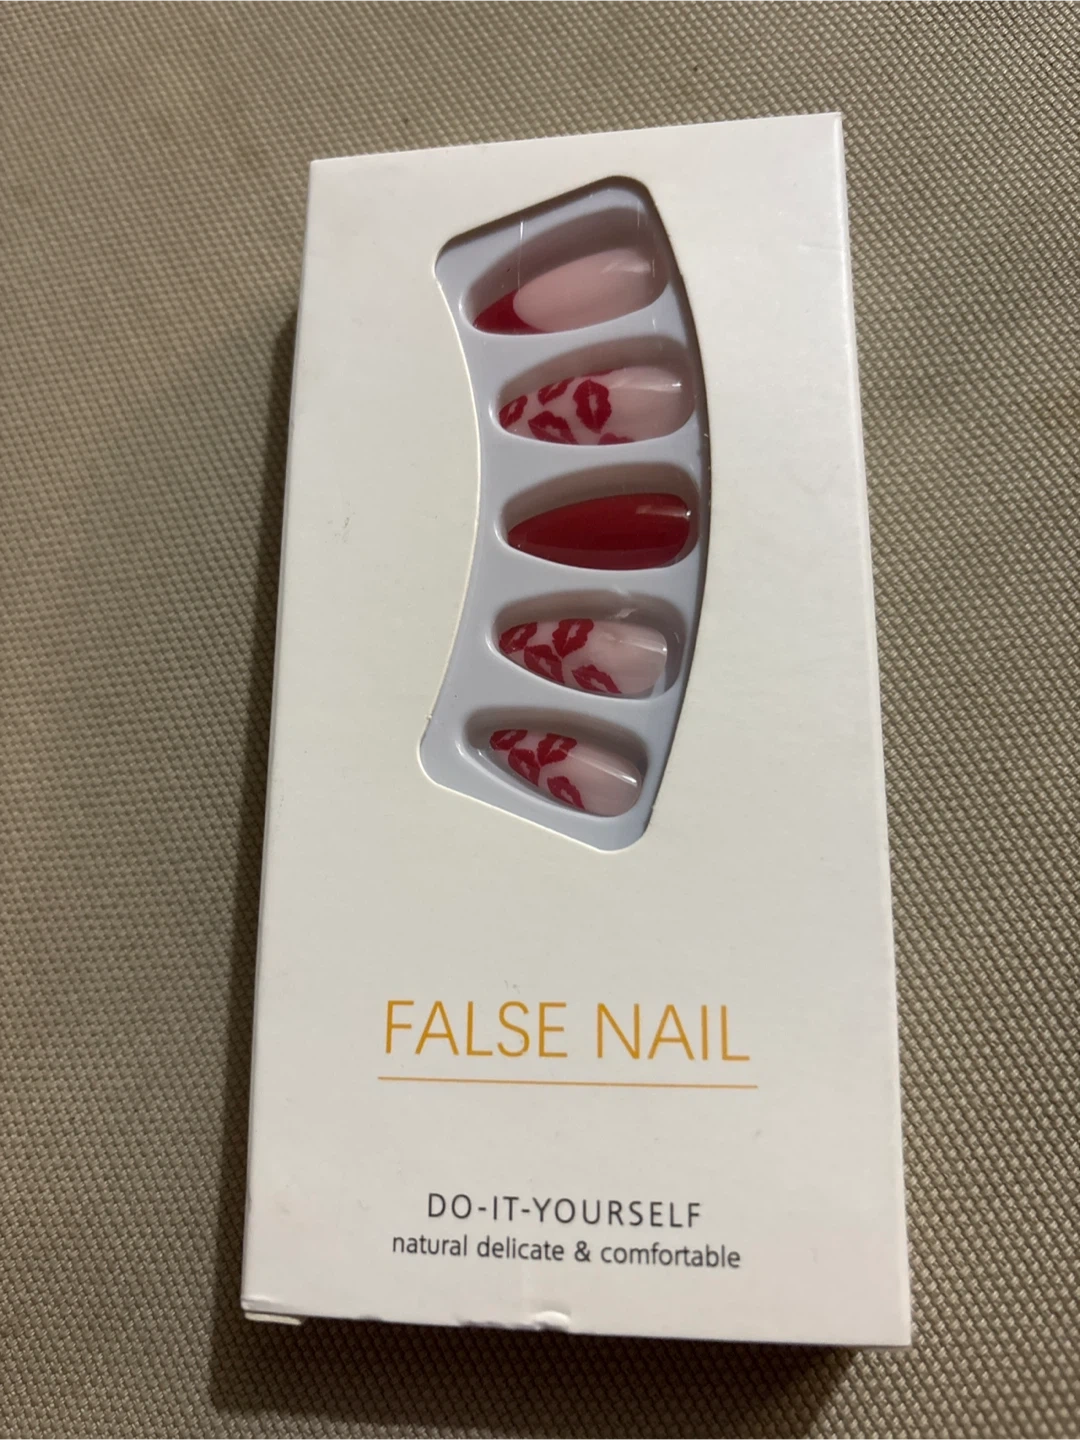 FALSE NAIL
DO-IT-YOURSELF
natural delicate & comfortable